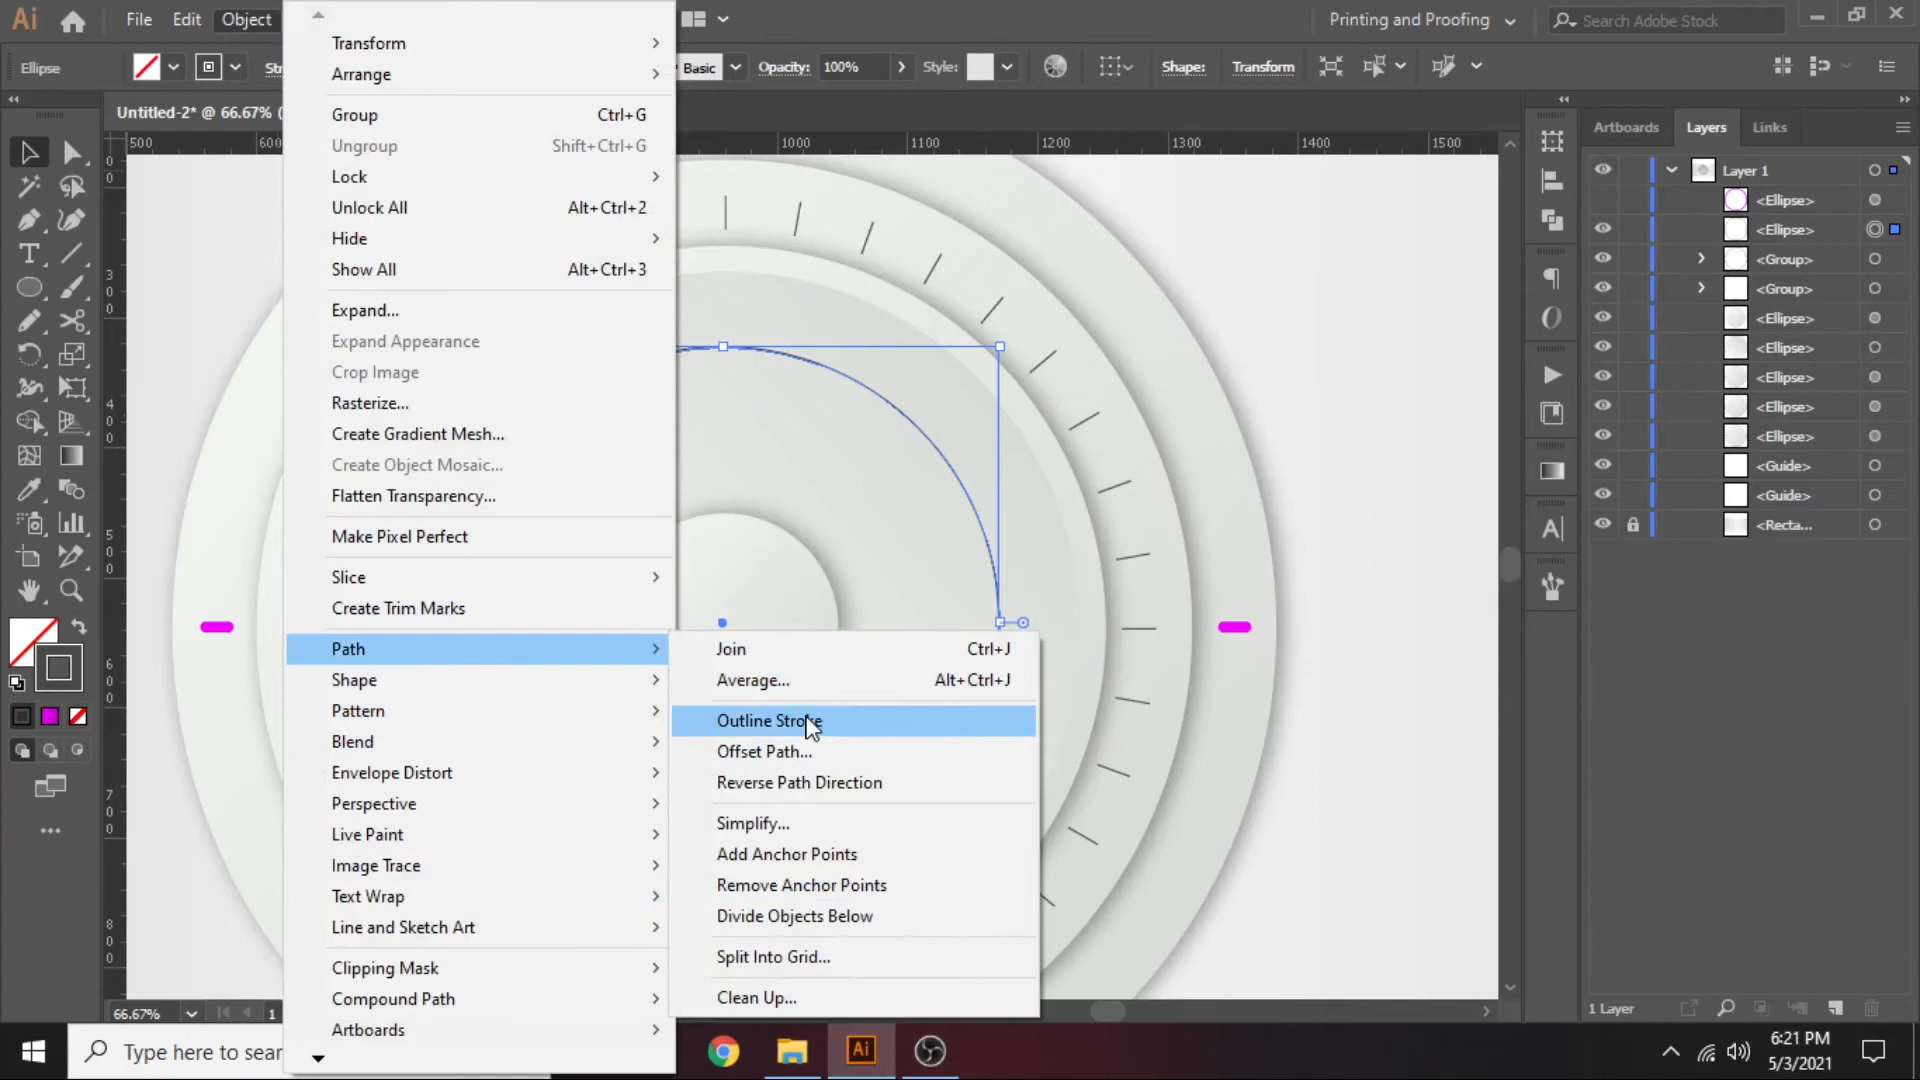 Ai File Edit Object Printing and Proofing Search Adobe Stock
Ellipse Basic Opacity: 100% Style: Shape: Transform
Untitled-2* @ 66.67%
500 600 1000 1100 1200 1300 1400 1500
Transform
Arrange
Group Ctrl+G
Ungroup Shift+Ctrl+G
Lock
Unlock All Alt+Ctrl+2
Hide
Show All Alt+Ctrl+3
Expand...
Expand Appearance
Crop Image
Rasterize...
Create Gradient Mesh...
Create Object Mosaic...
Flatten Transparency...
Make Pixel Perfect
Slice
Create Trim Marks
Path
Shape
Pattern
Blend
Envelope Distort
Perspective
Live Paint
Image Trace
Text Wrap
Line and Sketch Art
Clipping Mask
Compound Path
Artboards
Join Ctrl+J
Average... Alt+Ctrl+J
Outline Stroke
Offset Path...
Reverse Path Direction
Simplify...
Add Anchor Points
Remove Anchor Points
Divide Objects Below
Split Into Grid...
Clean Up...
Artboards Layers Links
Layer 1
<Ellipse>
<Ellipse>
<Group>
<Group>
<Ellipse>
<Ellipse>
<Ellipse>
<Ellipse>
<Ellipse>
<Guide>
<Guide>
<Recta...
66.67% 1
1 Layer
Type here to sear
Ai
6:21 PM
5/3/2021